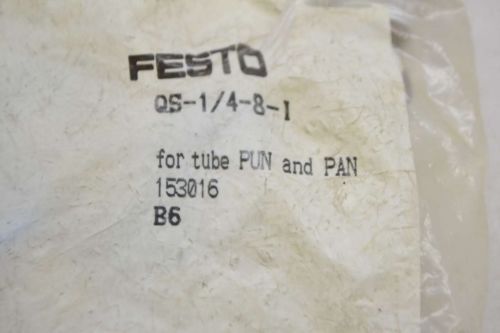 FESTO
QS-1/4-8-I
for tube PUN and PAN
153016
B6